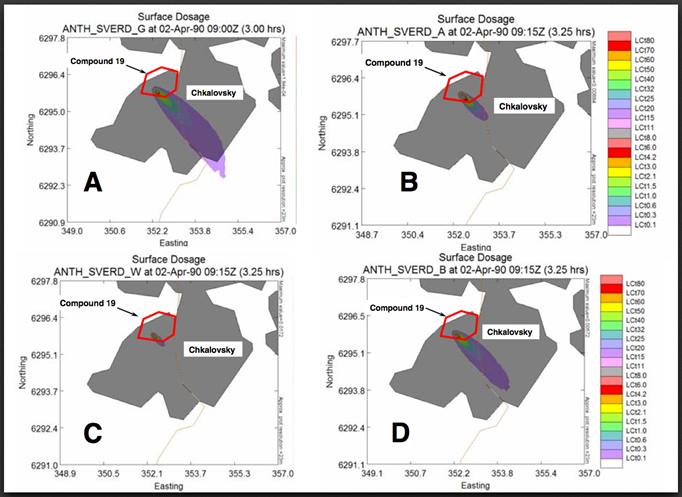 Surface Dosage
ANTH_SVERD_G at 02-Apr-90 09:00Z (3.00 hrs)
6297.8
6296.4
6295.0
6293.7
6292.3
6290.9
Northing
Compound 19
Chkalovsky
A
349.0
350.6
352.2
353.8
355.4
357.0
Easting
Surface Dosage
ANTH_SVERD_A at 02-Apr-90 09:15Z (3.25 hrs)
6297.7
6296.4
6295.1
6293.8
6292.4
6291.1
Compound 19
Chkalovsky
B
348.7
350.4
352.0
353.7
355.3
357.0
Easting
LCt80
LCt70
LCt60
LCt50
LCt40
LCt32
LCt25
LCt20
LCt15
LCt11
LCt8.0
LCt6.0
LCt4.2
LCt3.0
LCt2.1
LCt1.5
LCt1.0
LCt0.6
LCt0.3
LCt0.1
Surface Dosage
ANTH_SVERD_W at 02-Apr-90 09:15Z (3.25 hrs)
6297.8
6296.4
6295.1
6293.7
6292.4
6291.0
Northing
Compound 19
Chkalovsky
C
348.9
350.5
352.1
353.7
355.4
357.0
Easting
Surface Dosage
ANTH_SVERD_B at 02-Apr-90 09:15Z (3.25 hrs)
6297.8
6296.5
6295.1
6293.8
6292.4
6291.1
Compound 19
Chkalovsky
D
349.1
350.7
352.2
353.8
355.4
357.0
Easting
LCt80
LCt70
LCt60
LCt50
LCt40
LCt32
LCt25
LCt20
LCt15
LCt11
LCt8.0
LCt6.0
LCt4.2
LCt3.0
LCt2.1
LCt1.5
LCt1.0
LCt0.6
LCt0.3
LCt0.1